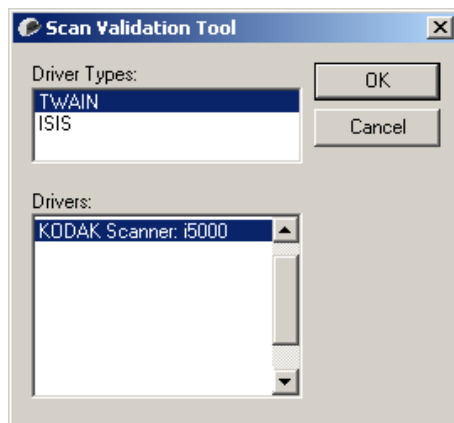 Scan Validation Tool
Driver Types:
TWAIN
ISIS
OK
Cancel
Drivers:
KODAK Scanner: i5000